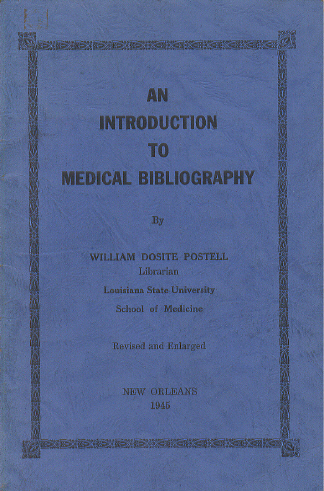 AN
INTRODUCTION
TO
MEDICAL BIBLIOGRAPHY
By
WILLIAM DOSITE POSTELL
Librarian
Louisiana State University
School of Medicine
Revised and Enlarged
NEW ORLEANS
1945